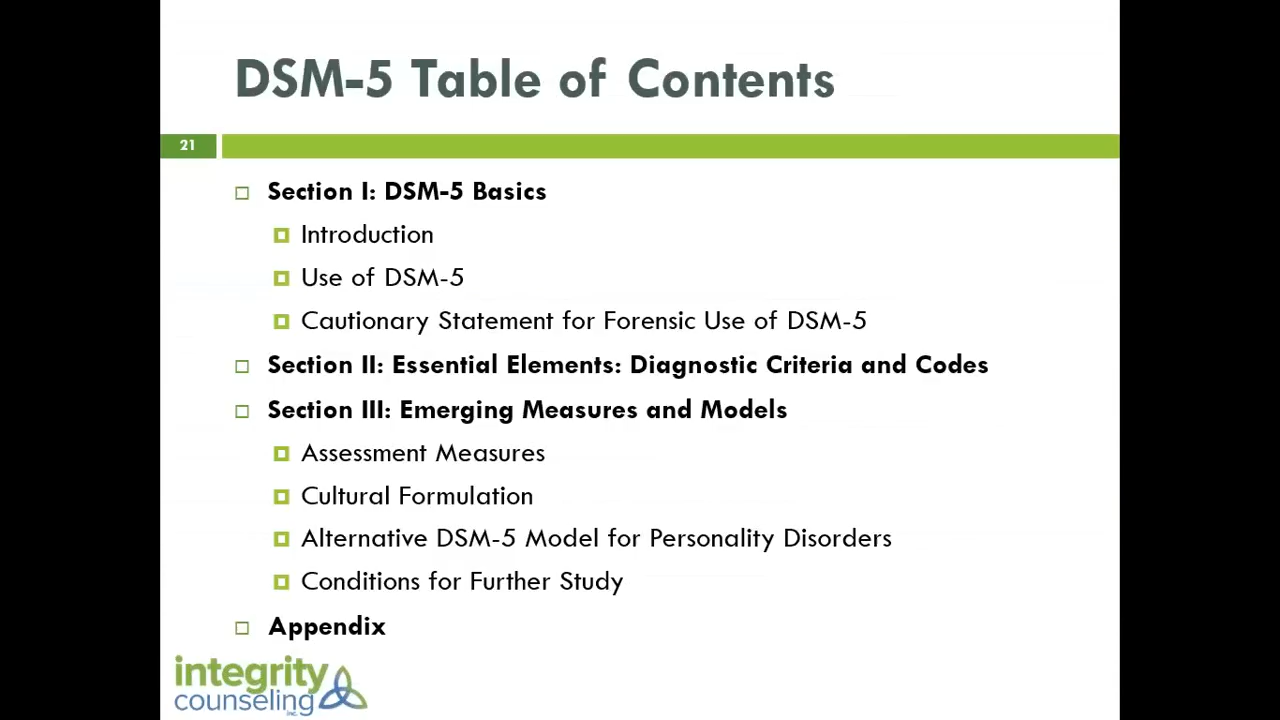 DSM-5 Table of Contents
21
Section I: DSM-5 Basics
Introduction
Use of DSM-5
Cautionary Statement for Forensic Use of DSM-5
Section II: Essential Elements: Diagnostic Criteria and Codes
Section III: Emerging Measures and Models
Assessment Measures
Cultural Formulation
Alternative DSM-5 Model for Personality Disorders
Conditions for Further Study
Appendix
integrity
counseling
inc.